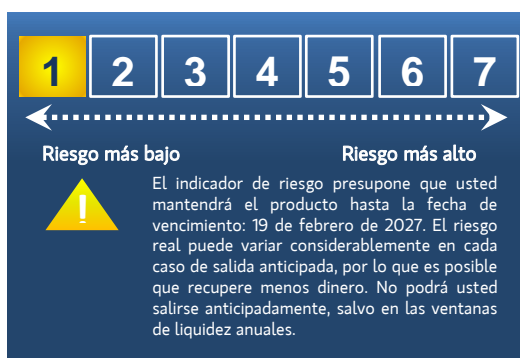 1 2 3 4 5 6 7
Riesgo más bajo Riesgo más alto
!
El indicador de riesgo presupone que usted
mantendrá el producto hasta la fecha de
vencimiento: 19 de febrero de 2027. El riesgo
real puede variar considerablemente en cada
caso de salida anticipada, por lo que es posible
que recupere menos dinero. No podrá usted
salirse anticipadamente, salvo en las ventanas
de liquidez anuales.